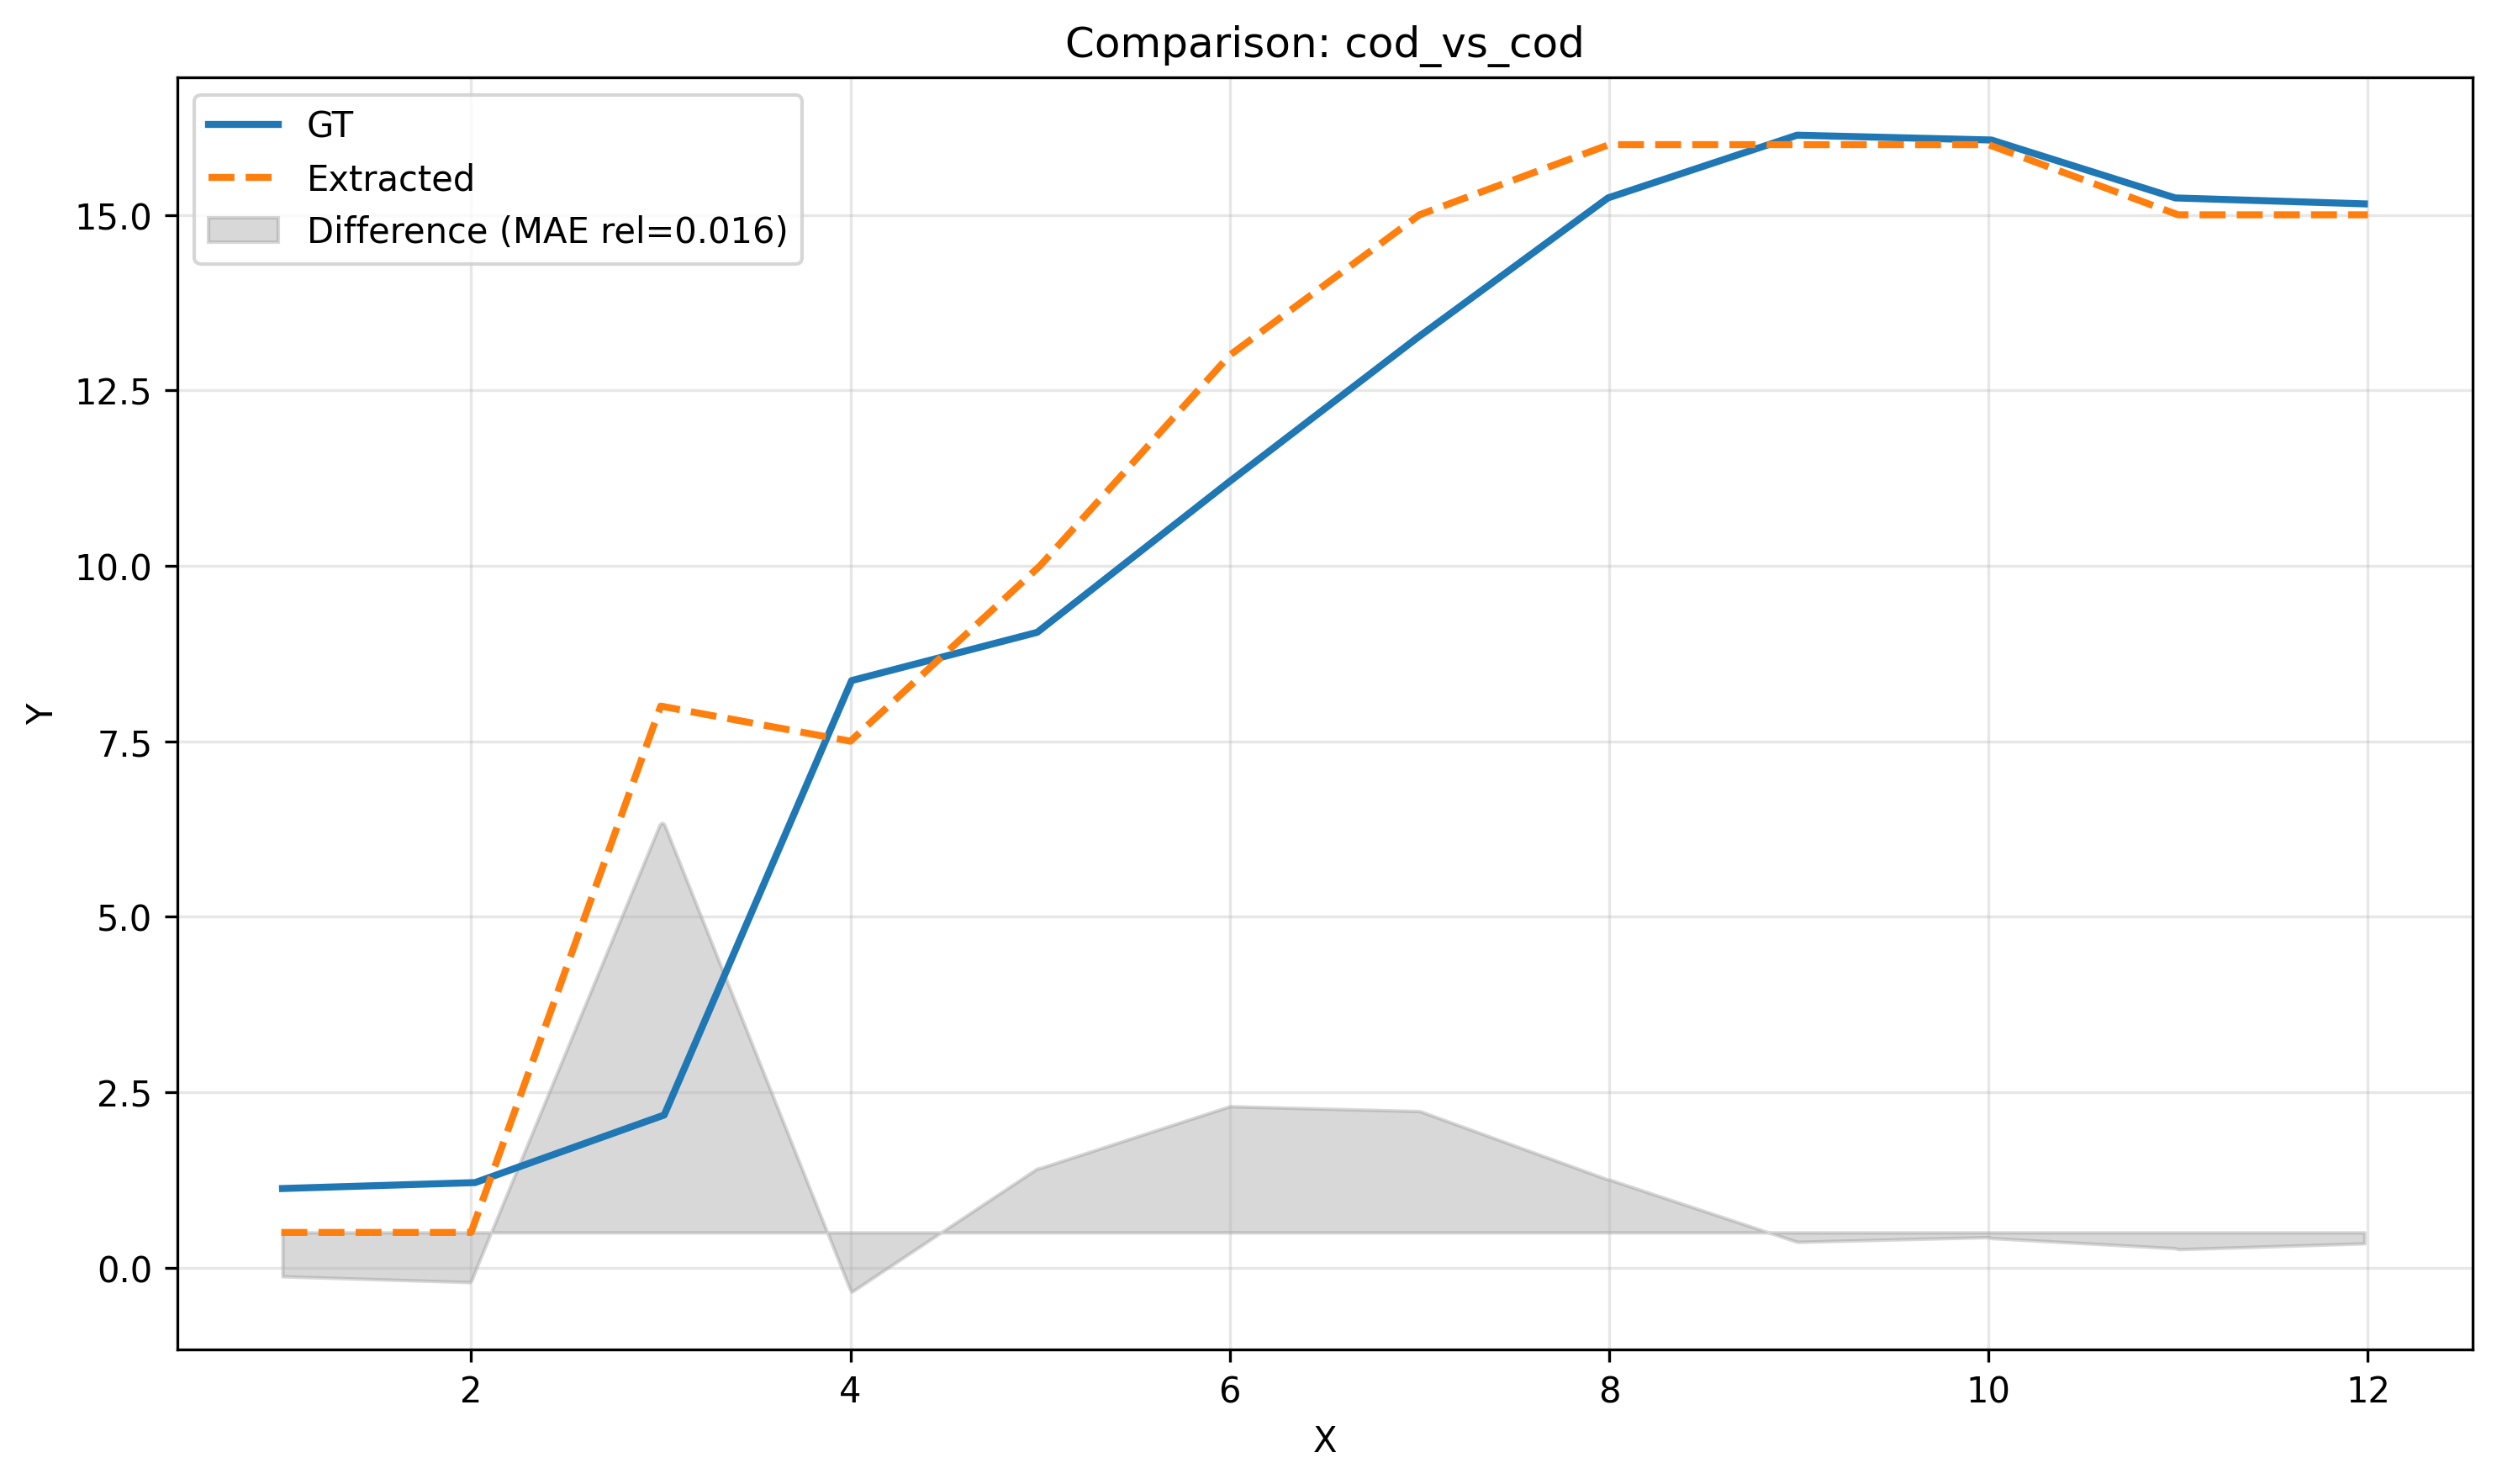 Comparison: cod_vs_cod
GT
Extracted
Difference (MAE rel=0.016)
15.0
12.5
10.0
7.5
5.0
2.5
0.0
Y
2 4 6 8 10 12
X